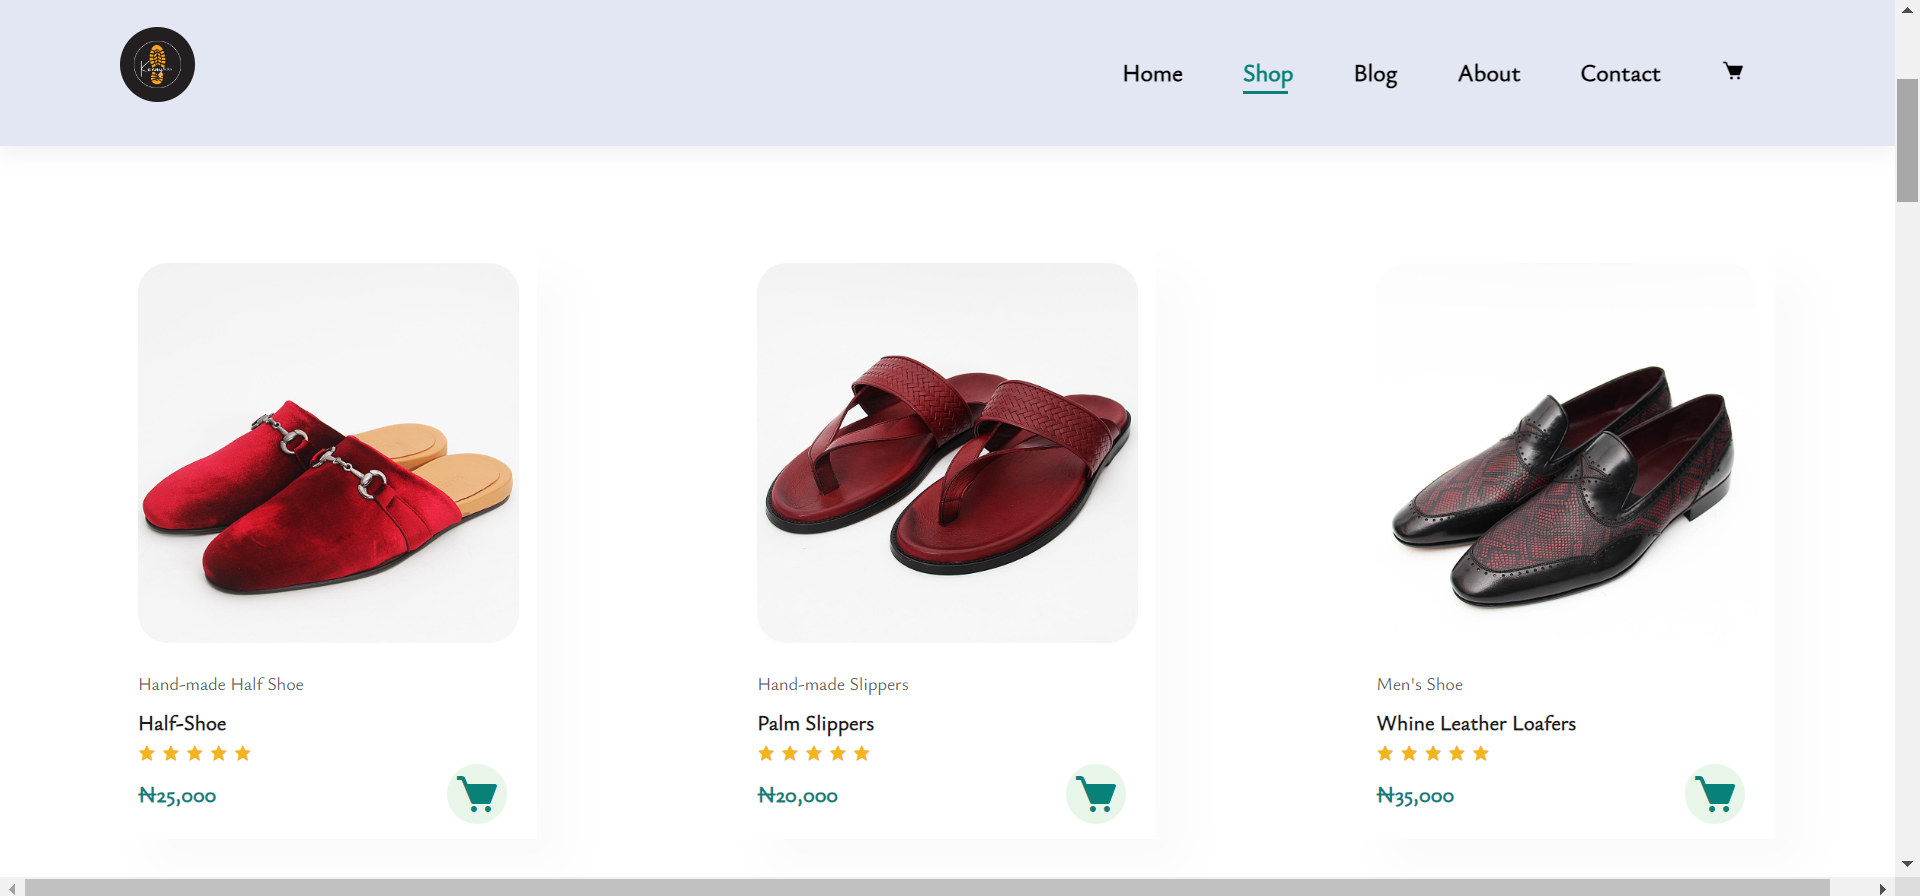 Home Shop Blog About Contact
Hand-made Half Shoe
Half-Shoe
₦25,000
Hand-made Slippers
Palm Slippers
₦20,000
Men's Shoe
Whine Leather Loafers
₦35,000